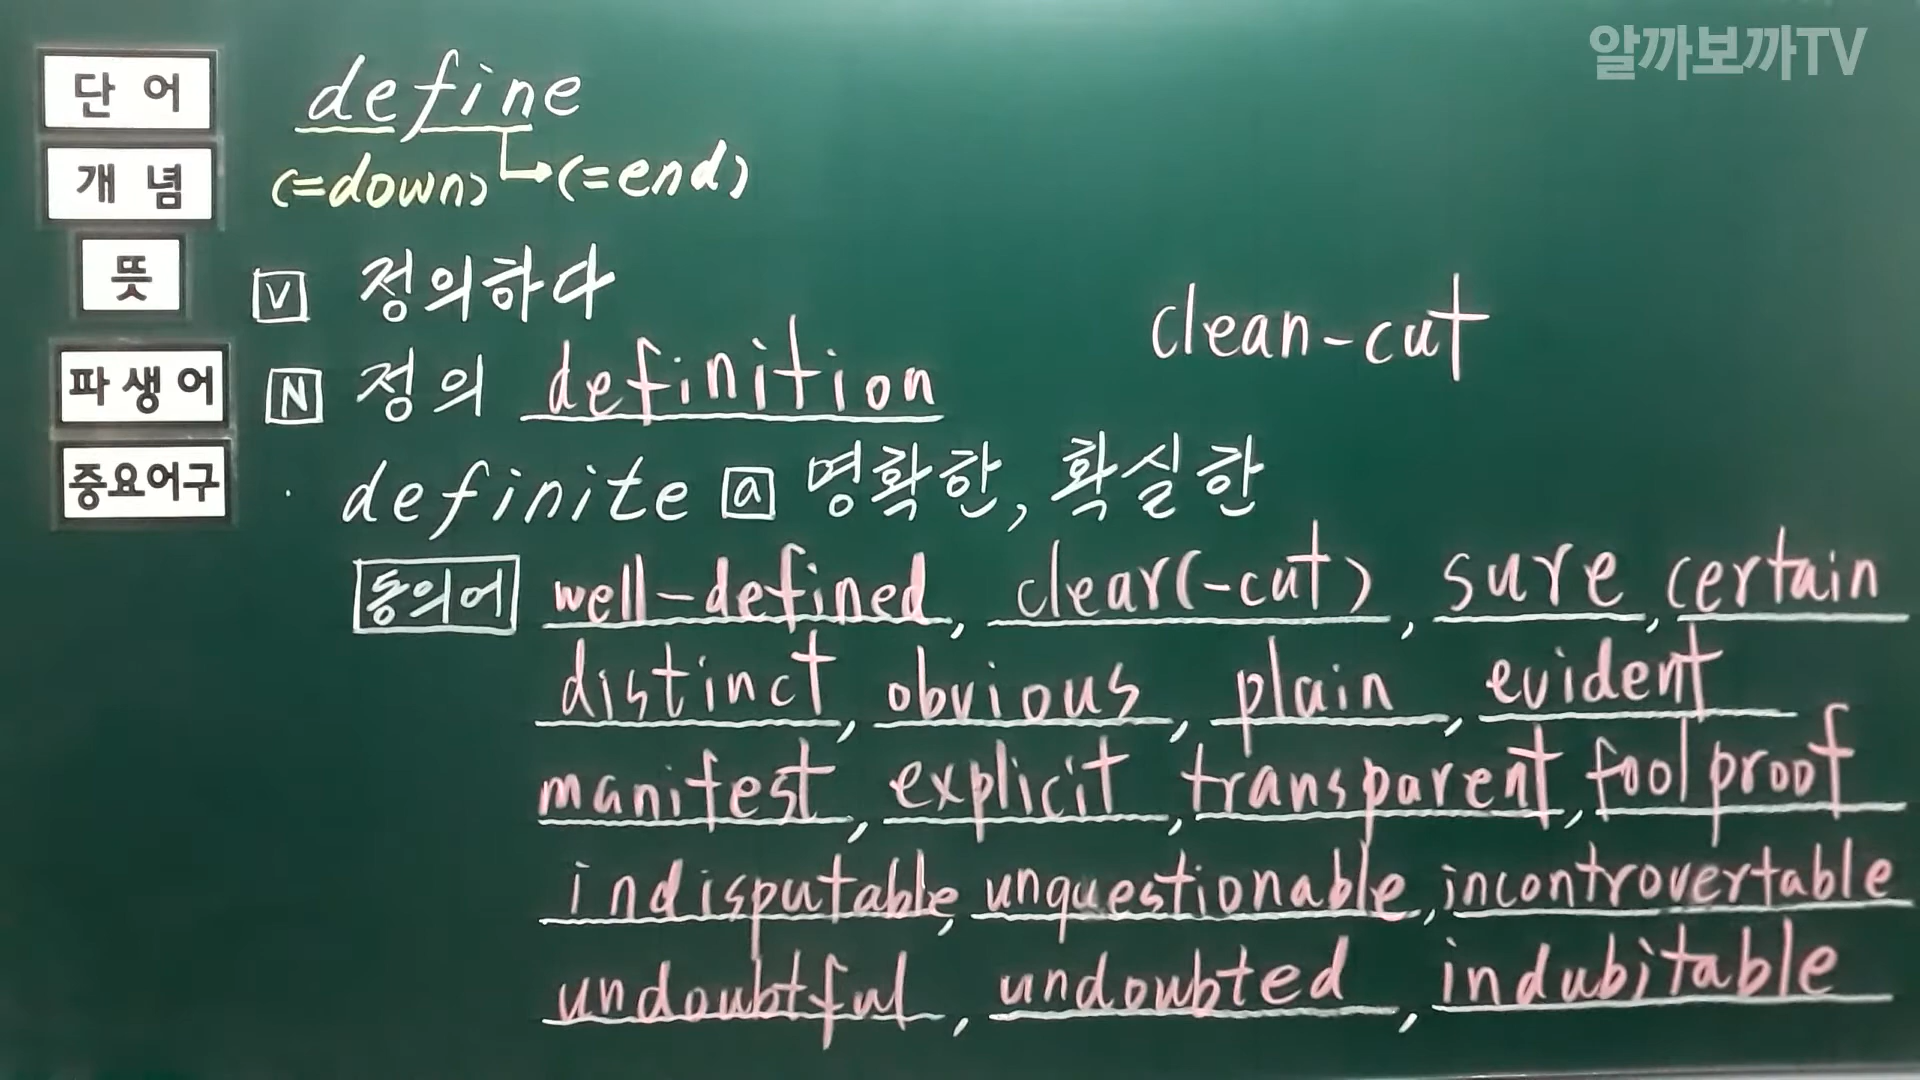 알까보까TV
단어 define
개념 (=down) (=end)
뜻 V 정의하다
clean-cut
파생어 N 정의 definition
중요어구 · definite a 명확한, 확실한
동의어 well-defined, clear(-cut), sure, certain
distinct, obvious, plain, evident
manifest, explicit, transparent, foolproof
indisputable, unquestionable, incontrovertable
undoubtful, undoubted, indubitable